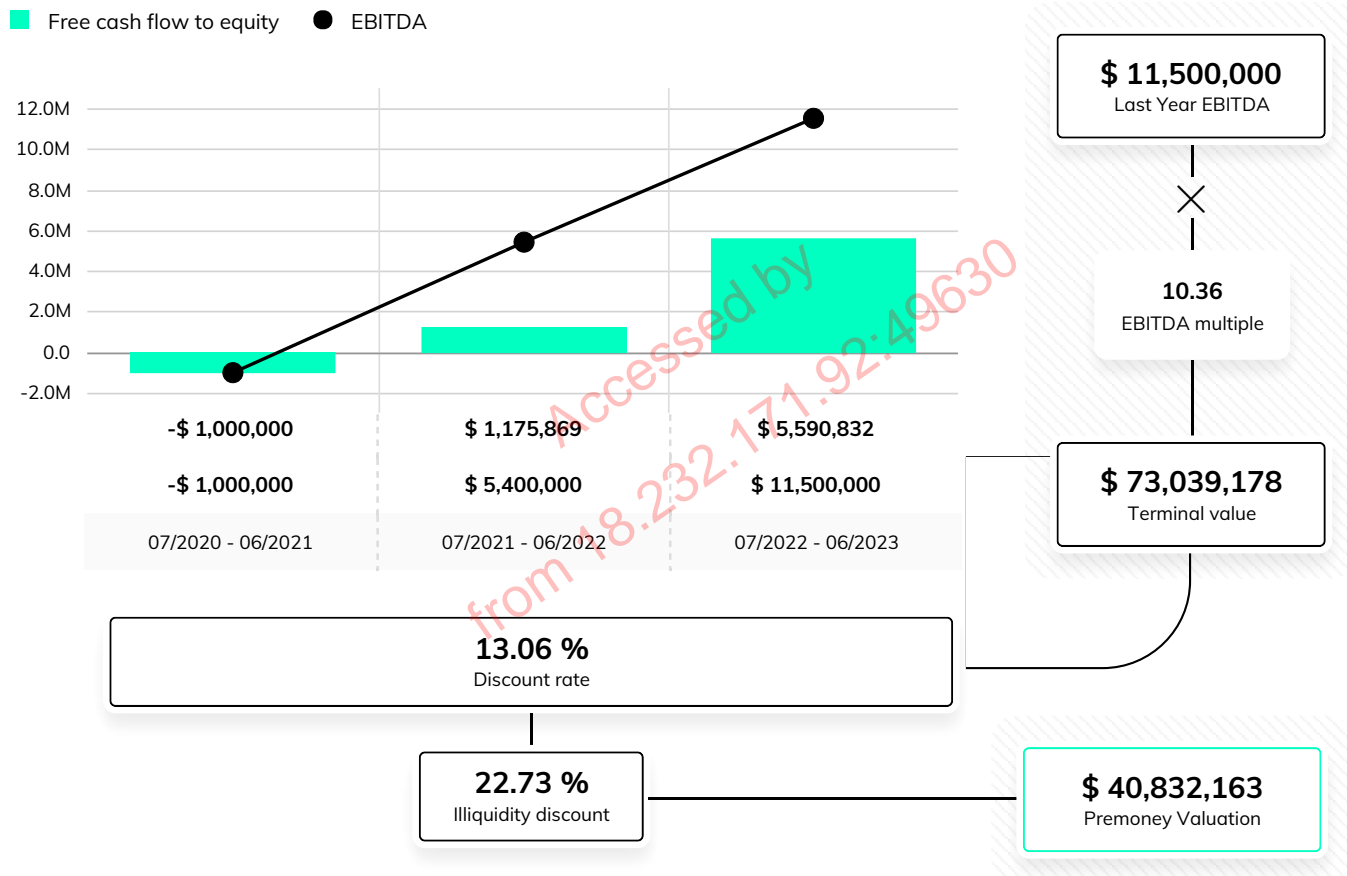 Free cash flow to equity EBITDA
12.0M
10.0M
8.0M
6.0M
4.0M
2.0M
0.0
-2.0M
-$ 1,000,000 $ 1,175,869 $ 5,590,832
-$ 1,000,000 $ 5,400,000 $ 11,500,000
07/2020 - 06/2021 07/2021 - 06/2022 07/2022 - 06/2023
$ 11,500,000
Last Year EBITDA
10.36
EBITDA multiple
$ 73,039,178
Terminal value
13.06 %
Discount rate
22.73 %
Illiquidity discount
$ 40,832,163
Premoney Valuation
Accessed by
from 18.232.171.92:49630